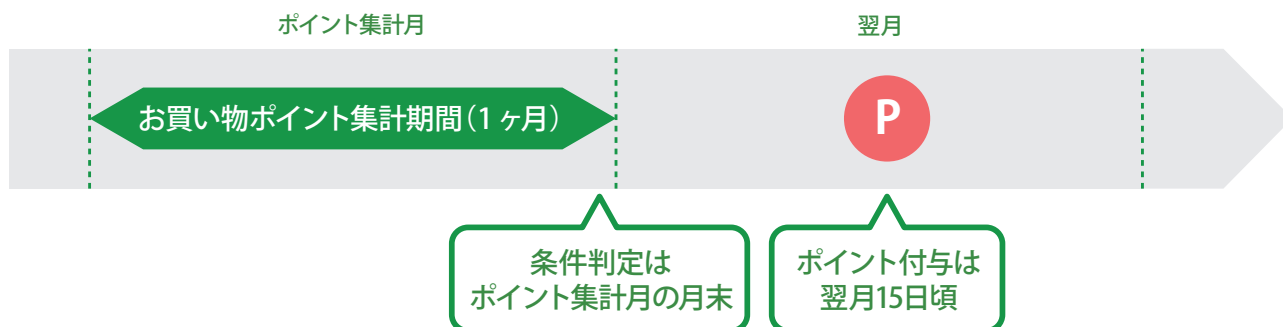 ポイント集計月
翌月
お買い物ポイント集計期間（1ヶ月）
P
条件判定は
ポイント集計月の月末
ポイント付与は
翌月15日頃